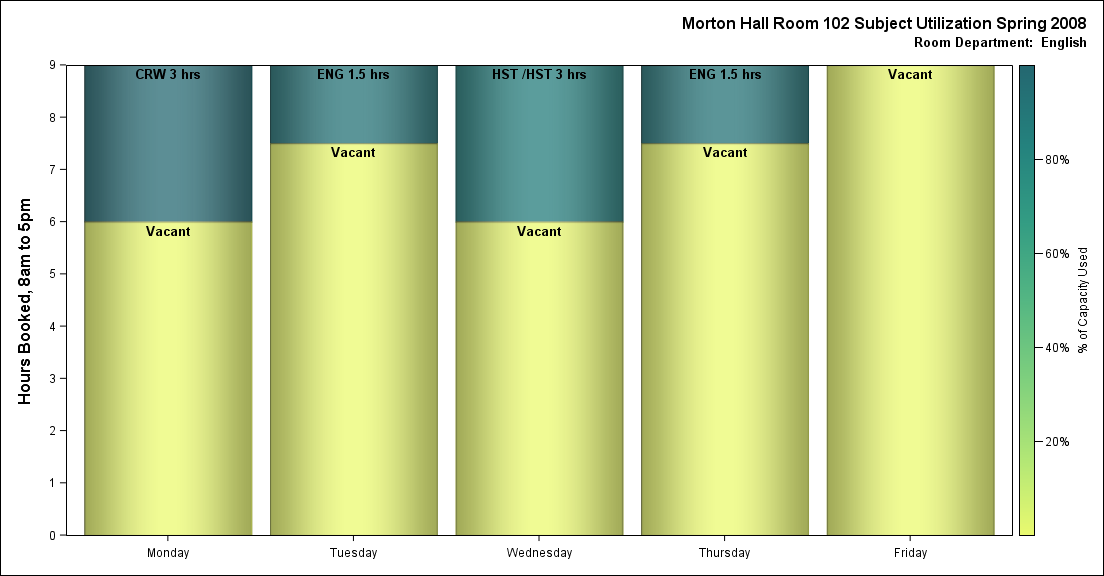 Morton Hall Room 102 Subject Utilization Spring 2008
Room Department:  English
Hours Booked, 8am to 5pm
9
8
7
6
5
4
3
2
1
0
CRW 3 hrs
Vacant
ENG 1.5 hrs
Vacant
HST /HST 3 hrs
Vacant
ENG 1.5 hrs
Vacant
Vacant
Monday
Tuesday
Wednesday
Thursday
Friday
80%
60%
40%
20%
% of Capacity Used